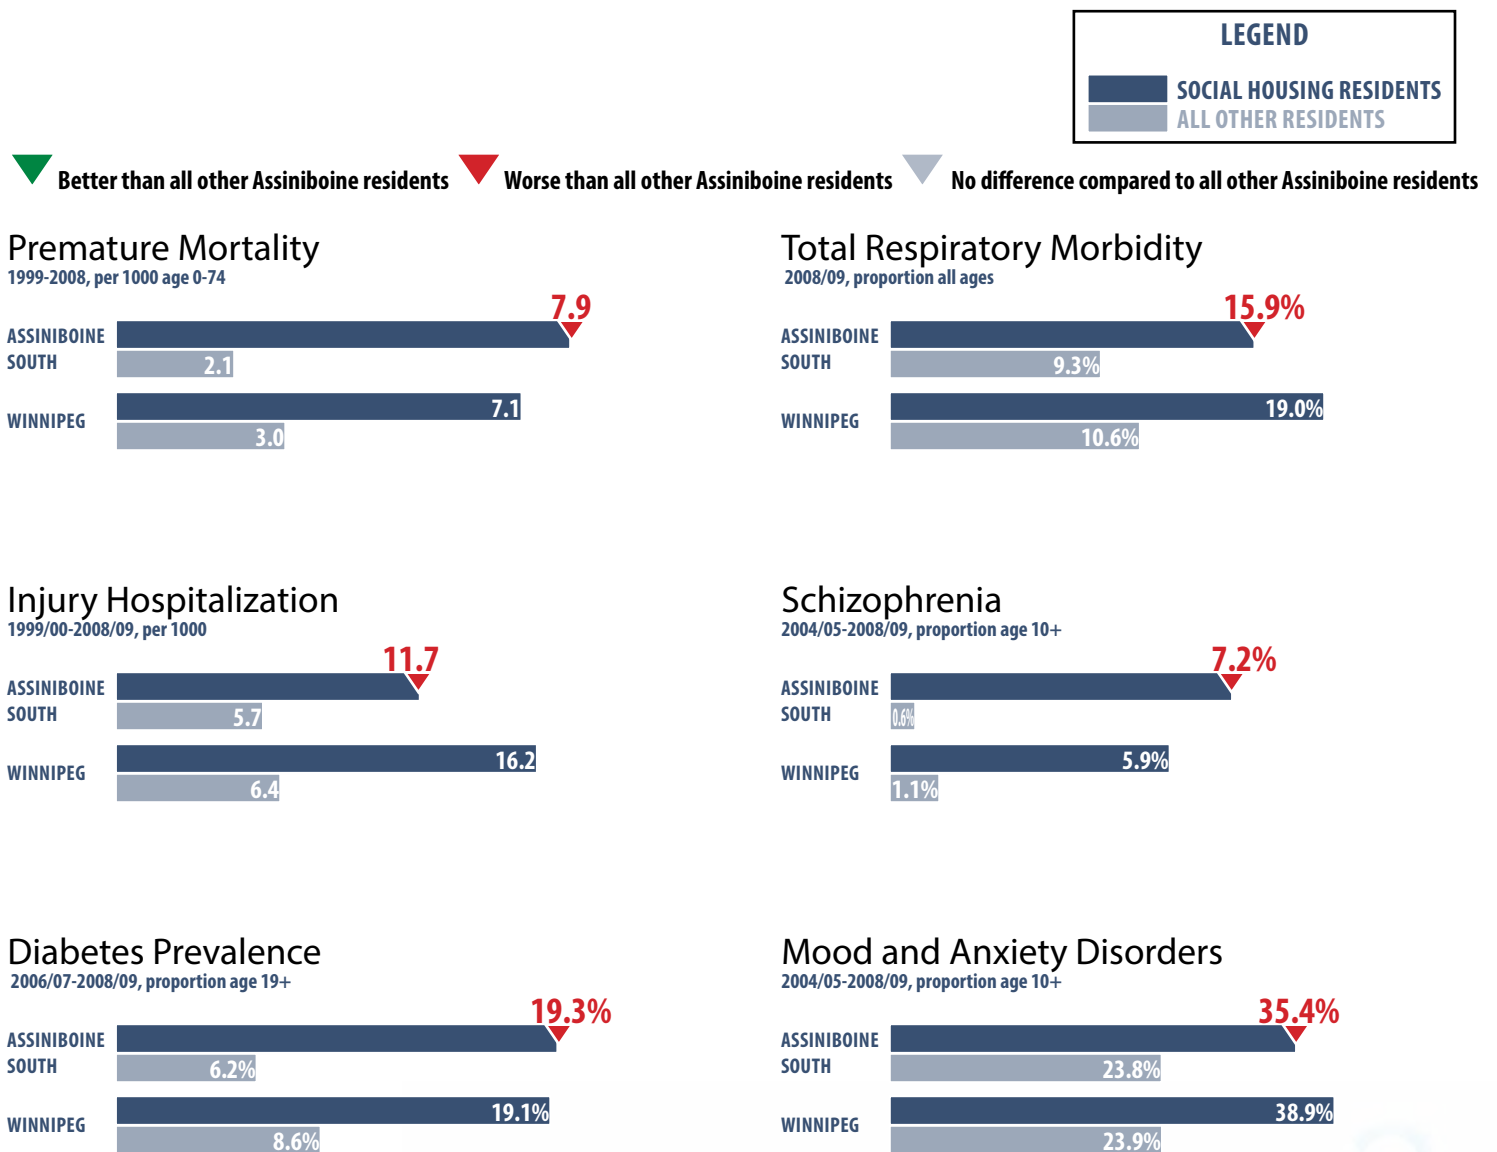 LEGEND
SOCIAL HOUSING RESIDENTS
ALL OTHER RESIDENTS
Better than all other Assiniboine residents
Worse than all other Assiniboine residents
No difference compared to all other Assiniboine residents
Premature Mortality
1999-2008, per 1000 age 0-74
7.9
ASSINIBOINE
SOUTH
2.1
WINNIPEG
7.1
3.0
Total Respiratory Morbidity
2008/09, proportion all ages
15.9%
ASSINIBOINE
SOUTH
9.3%
WINNIPEG
19.0%
10.6%
Injury Hospitalization
1999/00-2008/09, per 1000
11.7
ASSINIBOINE
SOUTH
5.7
WINNIPEG
16.2
6.4
Schizophrenia
2004/05-2008/09, proportion age 10+
7.2%
ASSINIBOINE
SOUTH
0.6%
WINNIPEG
5.9%
1.1%
Diabetes Prevalence
2006/07-2008/09, proportion age 19+
19.3%
ASSINIBOINE
SOUTH
6.2%
WINNIPEG
19.1%
8.6%
Mood and Anxiety Disorders
2004/05-2008/09, proportion age 10+
35.4%
ASSINIBOINE
SOUTH
23.8%
WINNIPEG
38.9%
23.9%